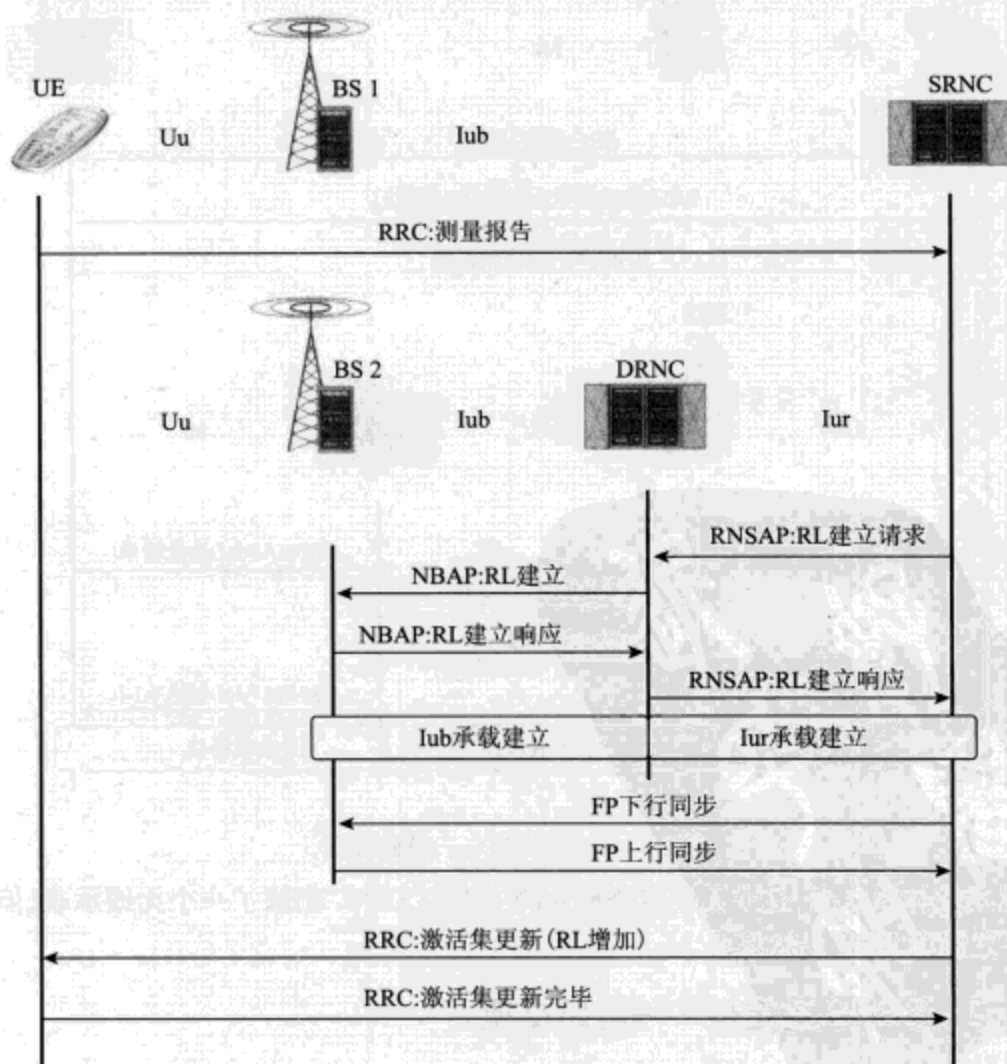 UE
BS 1
SRNC
Uu
Iub
RRC:测量报告
BS 2
DRNC
Uu
Iub
Iur
RNSAP:RL建立请求
NBAP:RL建立
NBAP:RL建立响应
RNSAP:RL建立响应
Iub承载建立
Iur承载建立
FP下行同步
FP上行同步
RRC:激活集更新(RL增加)
RRC:激活集更新完毕